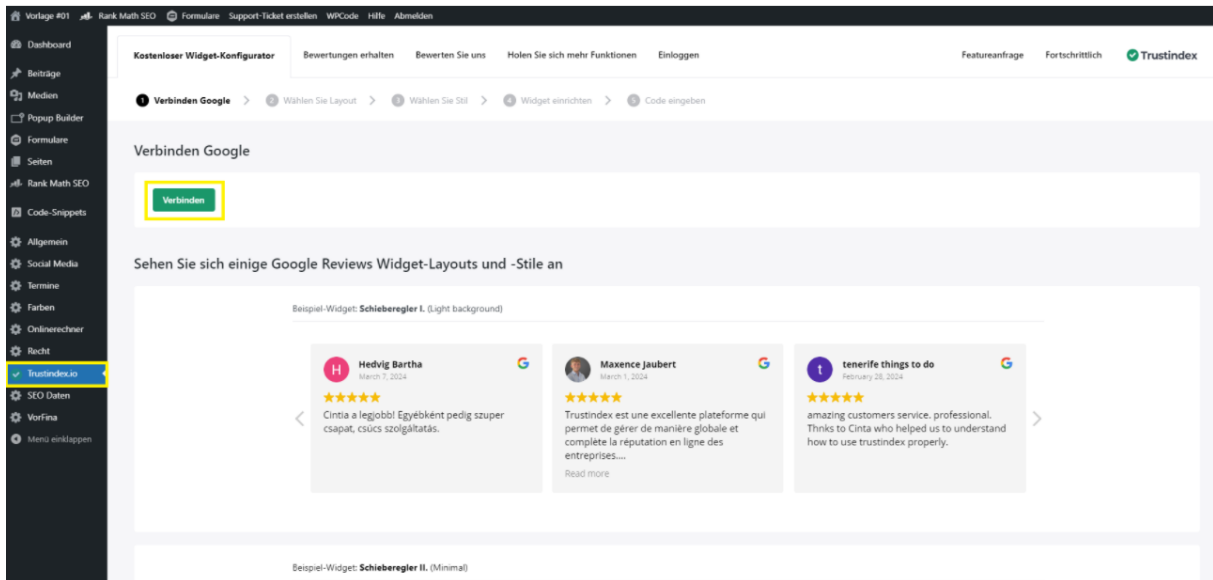 Vorlage #01 Rank Math SEO Formulare Support-Ticket erstellen WPCode Hilfe Abmelden
Dashboard
Beiträge
Medien
Popup Builder
Formulare
Seiten
Rank Math SEO
Code-Snippets
Allgemein
Social Media
Termine
Farben
Onlinerechner
Recht
Trustindex.io
SEO Daten
VorFina
Menü einklappen
Kostenloser Widget-Konfigurator Bewertungen erhalten Bewerten Sie uns Holen Sie sich mehr Funktionen Einloggen Featureanfrage Fortschrittlich Trustindex
1 Verbinden Google > 2 Wählen Sie Layout > 3 Wählen Sie Stil > 4 Widget einrichten > 5 Code eingeben
Verbinden Google
Verbinden
Sehen Sie sich einige Google Reviews Widget-Layouts und -Stile an
Beispiel-Widget: Schieberegler I. (Light background)
H
Hedvig Bartha
March 7, 2024
Cintia a legjobb! Egyébként pedig szuper
csapat, csúcs szolgáltatás.
Maxence Jaubert
March 1, 2024
Trustindex est une excellente plateforme qui
permet de gérer de manière globale et
complète la réputation en ligne des
entreprises....
Read more
t
tenerife things to do
February 28, 2024
amazing customers service. professional.
Thnks to Cinta who helped us to understand
how to use trustindex properly.
Beispiel-Widget: Schieberegler II. (Minimal)